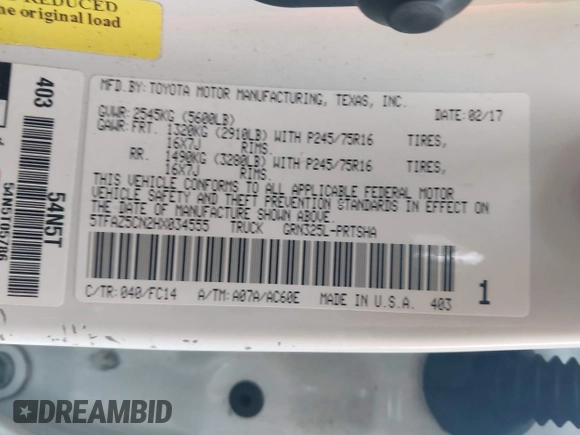 REDUCED
he original load
MFD.BY: TOYOTA MOTOR MANUFACTURING, TEXAS, INC.
GVWR: 2545KG (5600LB) DATE: 02/17
GAWR: FRT. 1320KG (2910LB) WITH P245/75R16 TIRES,
16X7J RIMS.
RR. 1490KG (3280LB) WITH P245/75R16 TIRES,
16X7J RIMS.
THIS VEHICLE CONFORMS TO ALL APPLICABLE FEDERAL MOTOR
VEHICLE SAFETY AND THEFT PREVENTION STANDARDS IN EFFECT ON
THE DATE OF MANUFACTURE SHOWN ABOVE.
5TFAZ5CN2HX034555 TRUCK GRN325L-PRTSHA
C/TR: 040/FC14 A/TM: A07A/AC60E MADE IN U.S.A. 403 1
403
54N5T
DREAMBID